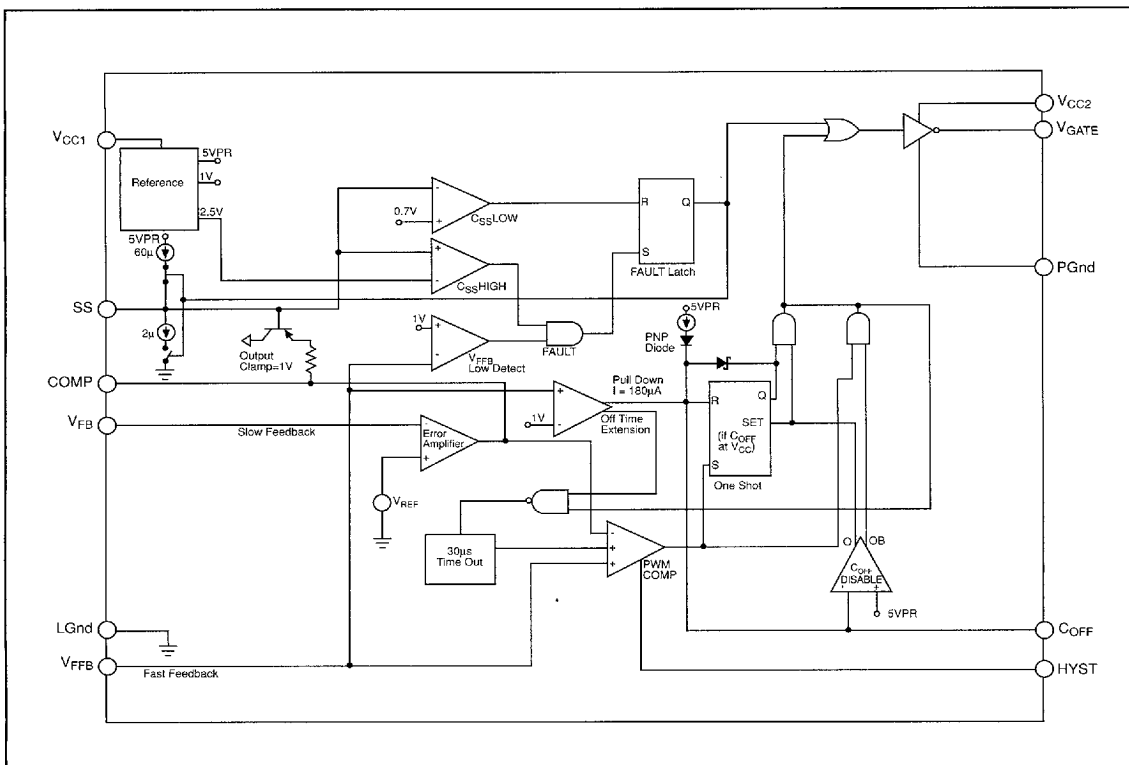 VCC1
Reference
5VPR
1V
2.5V
5VPR
60µ
SS
2µ
Output
Clamp=1V
COMP
VFB
Slow Feedback
Error
Amplifier
VREF
LGnd
VFFB
Fast Feedback
0.7V
-
+
CSSLOW
+
-
CSSHIGH
1V
+
-
VFFB
Low Detect
FAULT
R
Q
S
FAULT Latch
5VPR
PNP
Diode
Pull Down
I = 180µA
+
1V
-
Off Time
Extension
-
+
R
Q
SET
(if COFF
at VCC)
S
One Shot
30µs
Time Out
-
+
+
PWM
COMP
O
OB
COFF
DISABLE
-
+
5VPR
VCC2
VGATE
PGnd
COFF
HYST